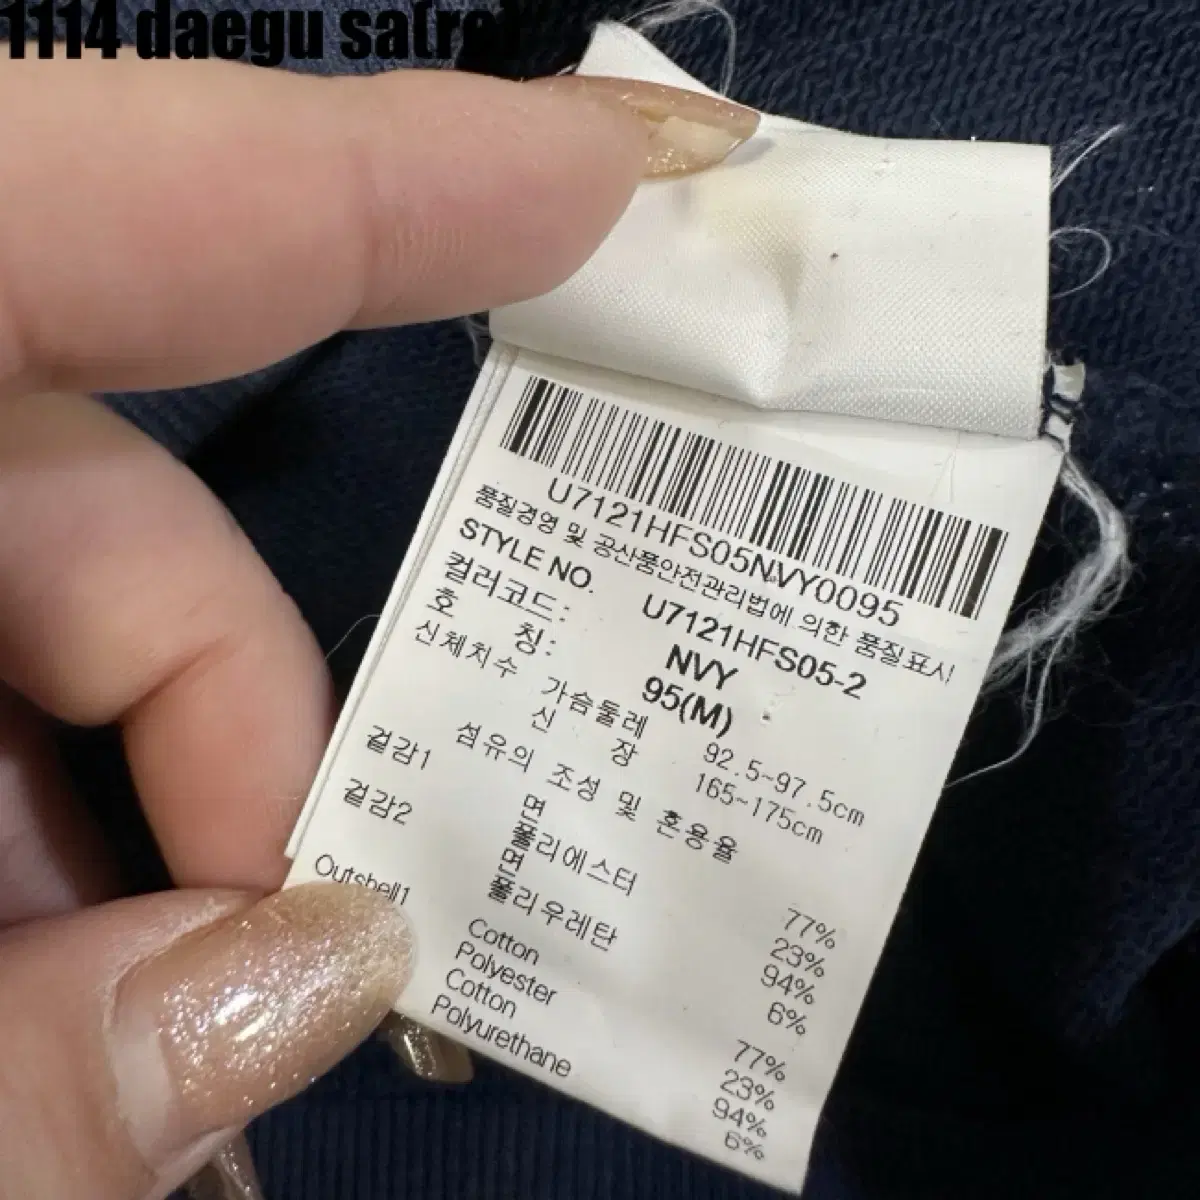 1114 daegu sa(rei)
U7121HFS05NVY0095
품질경영 및 공산품안전관리법에 의한 품질표시
STYLE NO. U7121HFS05-2
컬러코드: NVY
호 칭: 95(M)
신체치수 가슴둘레 92.5~97.5cm
신 장 165~175cm
섬유의 조성 및 혼용율
겉감1 면 77%
폴리에스터 23%
겉감2 면 94%
폴리우레탄 6%
Outshell1 Cotton 77%
Polyester 23%
Cotton 94%
Polyurethane 6%